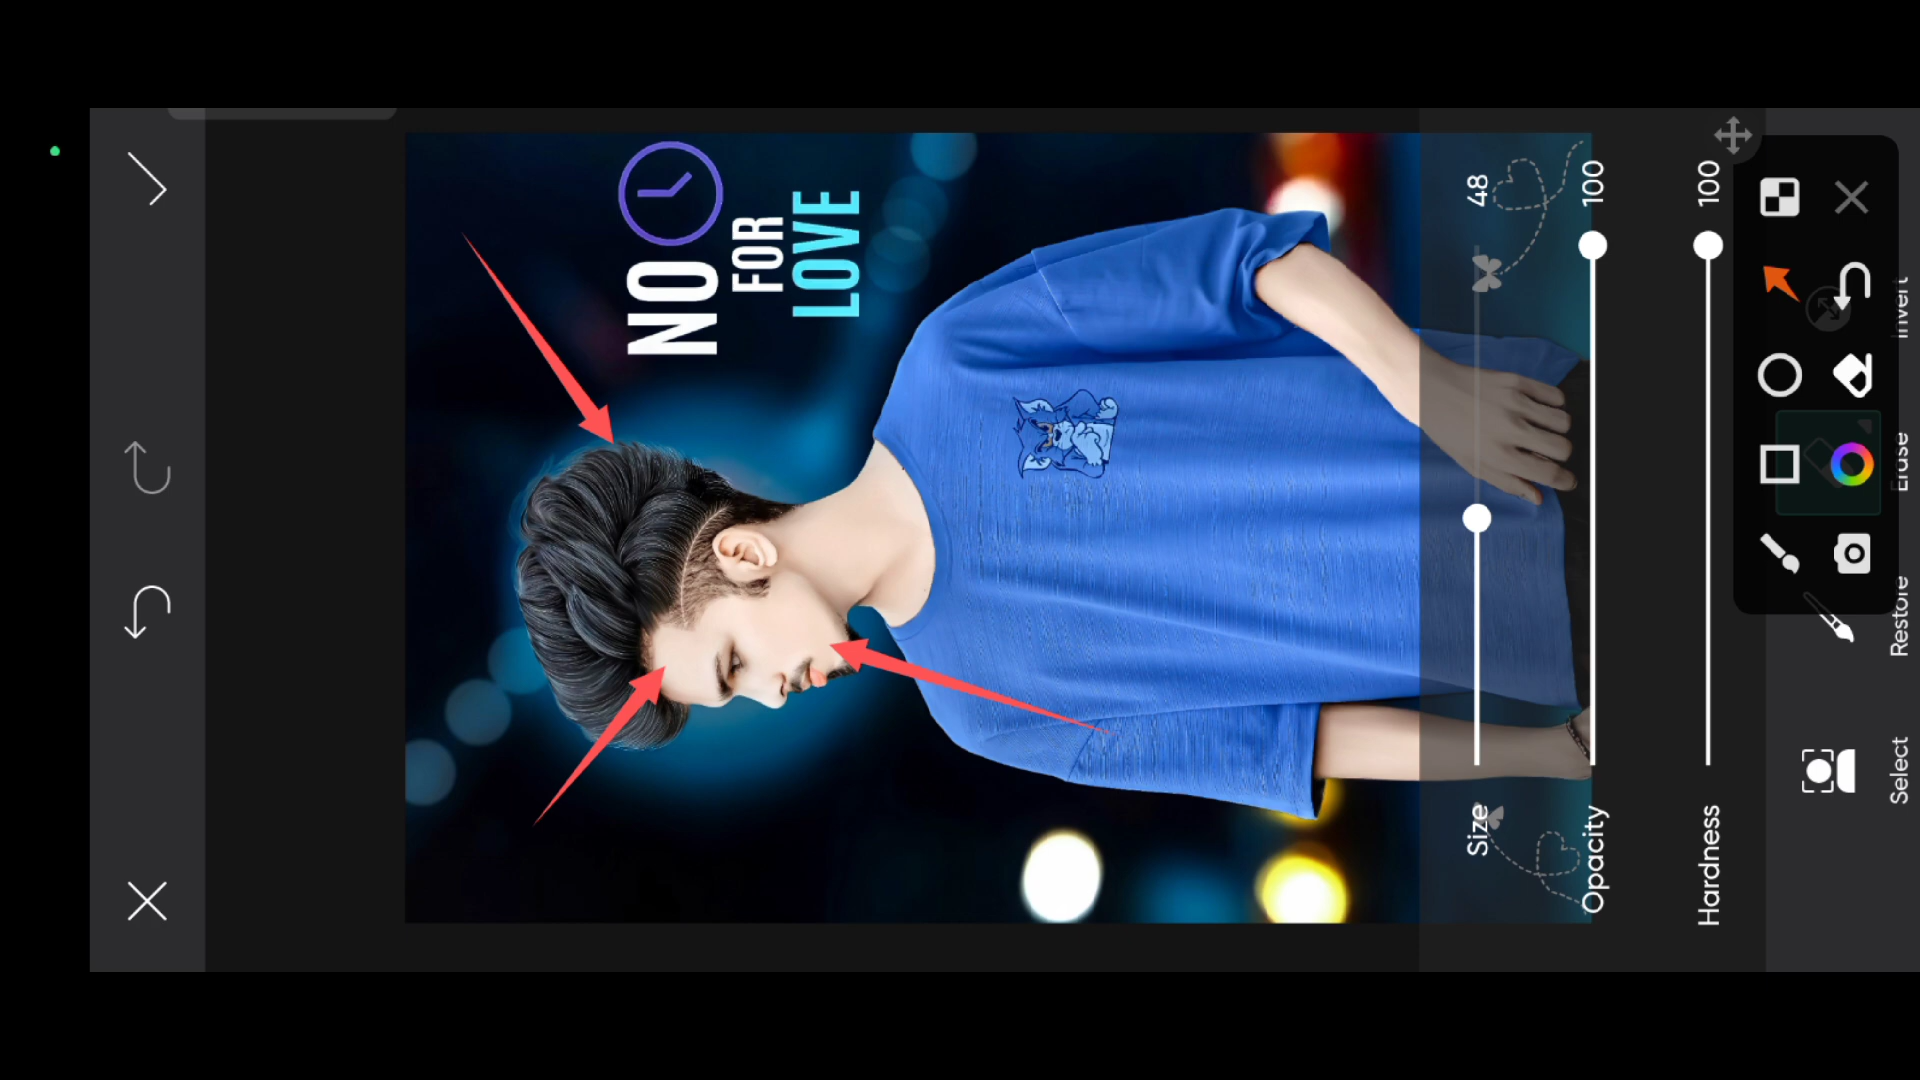 NO
FOR
LOVE
Size
48
Opacity
100
Hardness
100
Invert
Erase
Restore
Select